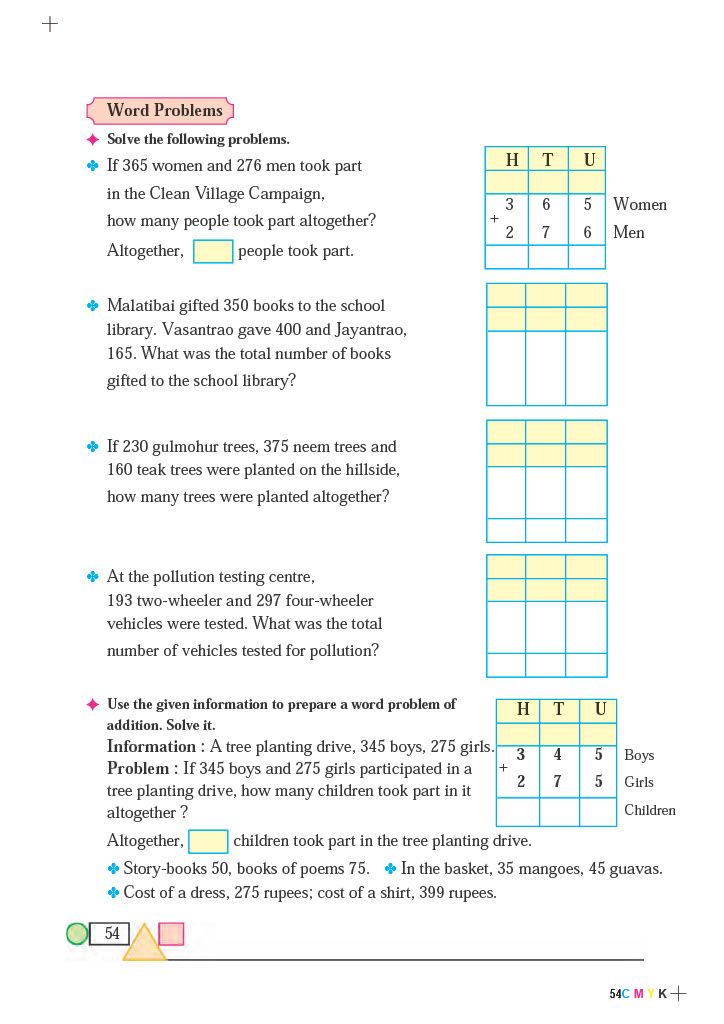 Word Problems
Solve the following problems.
If 365 women and 276 men took part
in the Clean Village Campaign,
how many people took part altogether?
Altogether, people took part.
H T U
3 6 5 Women
+
2 7 6 Men
Malatibai gifted 350 books to the school
library. Vasantrao gave 400 and Jayantrao,
165. What was the total number of books
gifted to the school library?
If 230 gulmohur trees, 375 neem trees and
160 teak trees were planted on the hillside,
how many trees were planted altogether?
At the pollution testing centre,
193 two-wheeler and 297 four-wheeler
vehicles were tested. What was the total
number of vehicles tested for pollution?
Use the given information to prepare a word problem of
addition. Solve it.
Information : A tree planting drive, 345 boys, 275 girls.
Problem : If 345 boys and 275 girls participated in a
tree planting drive, how many children took part in it
altogether ?
H T U
3 4 5 Boys
+
2 7 5 Girls
Children
Altogether, children took part in the tree planting drive.
Story-books 50, books of poems 75. In the basket, 35 mangoes, 45 guavas.
Cost of a dress, 275 rupees; cost of a shirt, 399 rupees.
54
54C M Y K